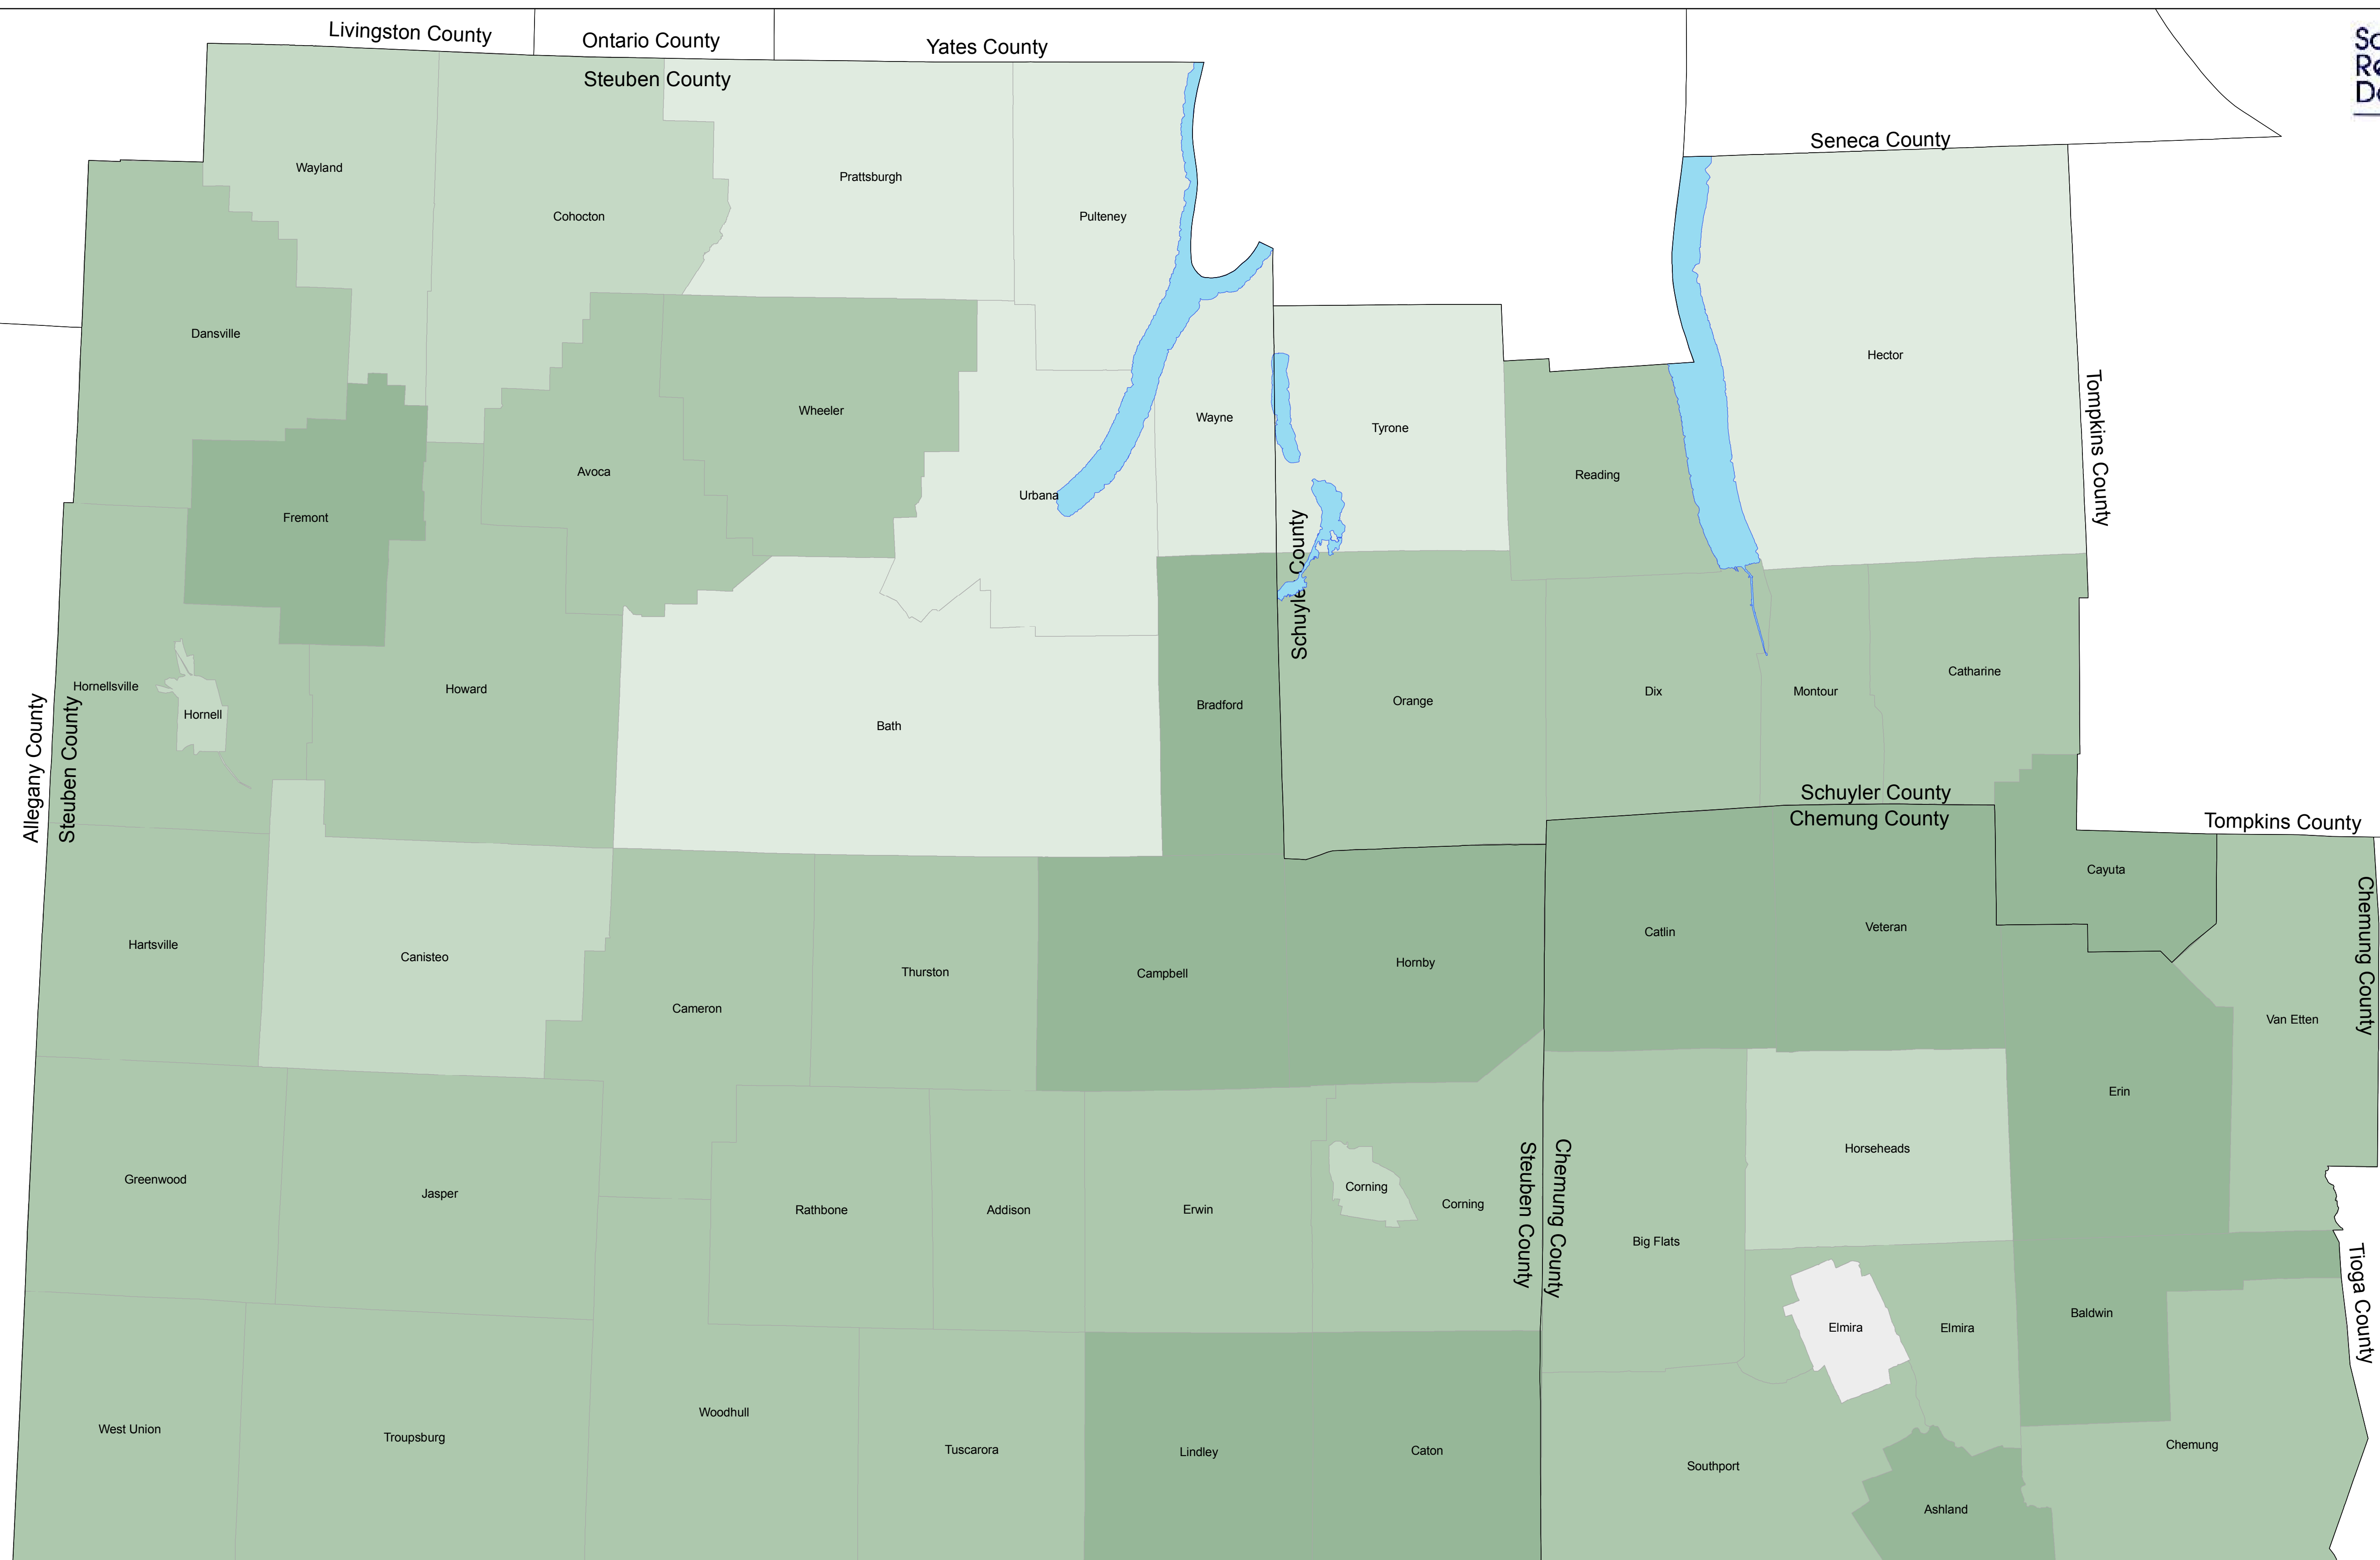 Livingston County
Ontario County
Yates County
Steuben County
Seneca County
Wayland
Prattsburgh
Cohocton
Pulteney
Dansville
Hector
Wheeler
Wayne
Tyrone
Tompkins County
Avoca
Reading
Urbana
Fremont
Schuyler County
Catharine
Hornellsville
Howard
Dix
Montour
Orange
Bradford
Hornell
Bath
Allegany County
Steuben County
Schuyler County
Chemung County
Tompkins County
Cayuta
Chemung County
Veteran
Catlin
Hartsville
Canisteo
Hornby
Thurston
Campbell
Cameron
Van Etten
Erin
Horseheads
Greenwood
Jasper
Corning
Corning
Rathbone
Addison
Erwin
Steuben County
Chemung County
Big Flats
Tioga County
Baldwin
Elmira
Elmira
Woodhull
West Union
Troupsburg
Tuscarora
Lindley
Caton
Chemung
Southport
Ashland